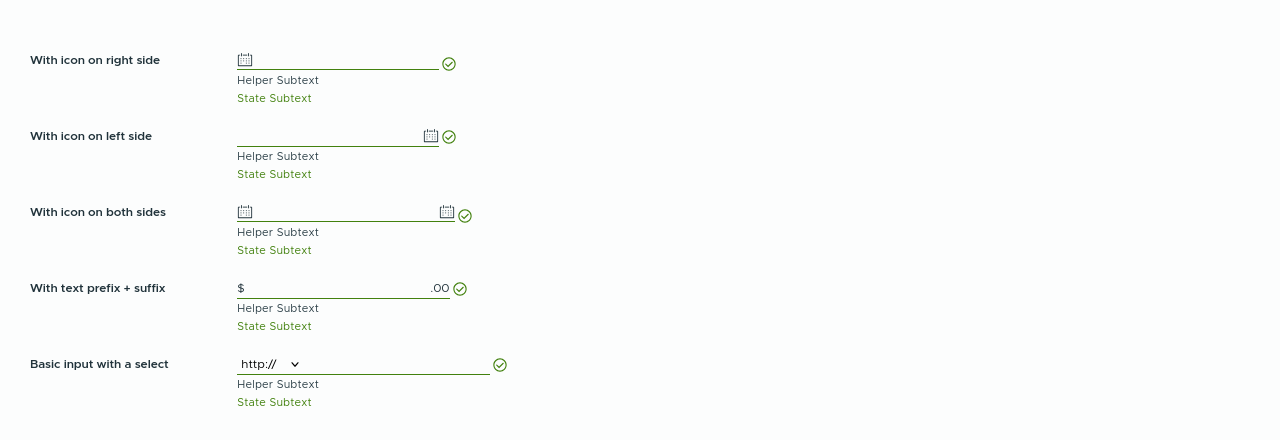 With icon on right side
Helper Subtext
State Subtext
With icon on left side
Helper Subtext
State Subtext
With icon on both sides
Helper Subtext
State Subtext
With text prefix + suffix $ .00
Helper Subtext
State Subtext
Basic input with a select http://
Helper Subtext
State Subtext